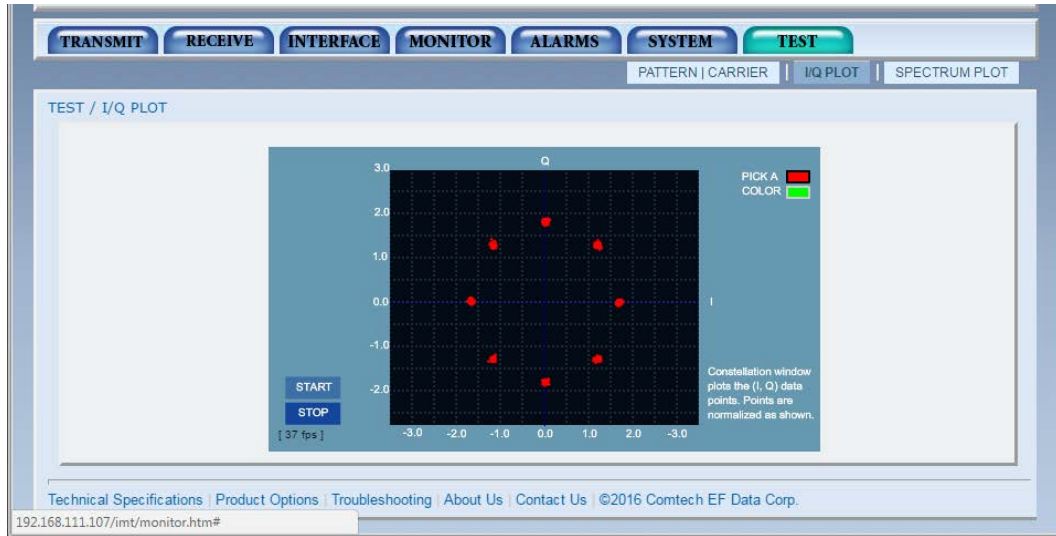 TRANSMIT RECEIVE INTERFACE MONITOR ALARMS SYSTEM TEST
PATTERN | CARRIER I/Q PLOT SPECTRUM PLOT
TEST / I/Q PLOT
Q
3.0
2.0
1.0
0.0
-1.0
-2.0
-3.0 -2.0 -1.0 0.0 1.0 2.0 -3.0
I
PICK A
COLOR
START
STOP
[ 37 fps ]
Constellation window
plots the (I, Q) data
points. Points are
normalized as shown.
Technical Specifications | Product Options | Troubleshooting | About Us | Contact Us | ©2016 Comtech EF Data Corp.
192.168.111.107/imt/monitor.htm#